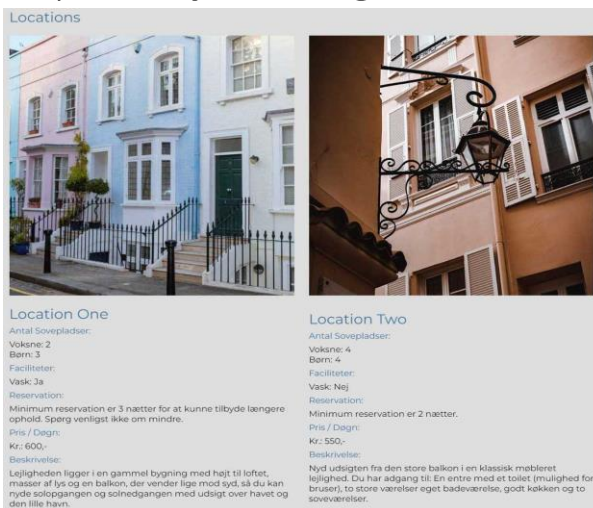 Locations
Location One
Antal Sovepladser:
Voksne: 2
Børn: 3
Faciliteter:
Vask: Ja
Reservation:
Minimum reservation er 3 nætter for at kunne tilbyde længere
ophold. Spørg venligst ikke om mindre.
Pris / Døgn:
Kr.: 600,-
Beskrivelse:
Lejligheden ligger i en gammel bygning med højt til loftet,
masser af lys og en balkon, der vender lige mod syd, så du kan
nyde solopgangen og solnedgangen med udsigt over havet og
den lille havn.
Location Two
Antal Sovepladser:
Voksne: 4
Børn: 4
Faciliteter:
Vask: Nej
Reservation:
Minimum reservation er 2 nætter.
Pris / Døgn:
Kr.: 550,-
Beskrivelse:
Nyd udsigten fra den store balkon i en klassisk møbleret
lejlighed. Du har adgang til: En entre med et toilet (mulighed for
bruser), to store værelser eget badeværelse, godt køkken og to
soveværelser.